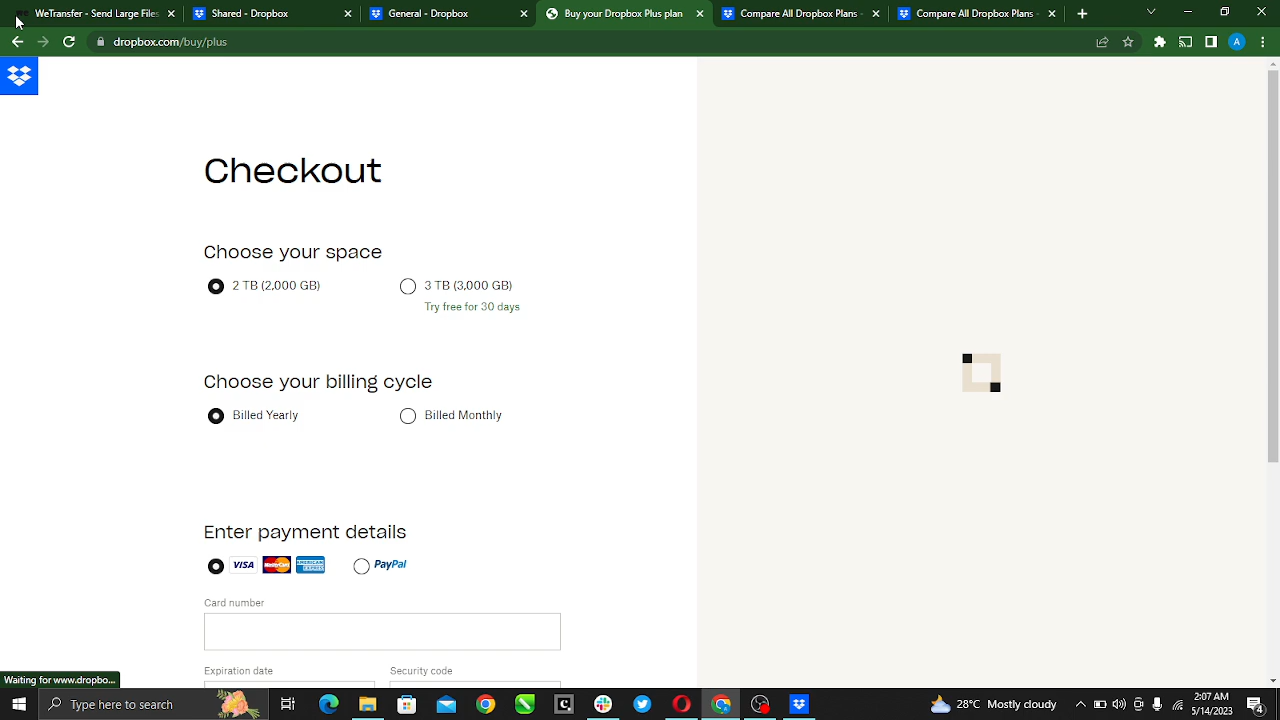 WeTransfer - Send Large Files
Shared - Dropbox
General - Dropbox
Buy your Dropbox Plus plan
Compare All Dropbox Plans -
Compare All Dropbox Plans -
dropbox.com/buy/plus
A
Checkout
Choose your space
2 TB (2,000 GB)
3 TB (3,000 GB)
Try free for 30 days
Choose your billing cycle
Billed Yearly
Billed Monthly
Enter payment details
VISA
MasterCard
AMERICAN EXPRESS
PayPal
Card number
Expiration date
Security code
Waiting for www.dropbo...
Type here to search
28°C Mostly cloudy
2:07 AM
5/14/2023
4